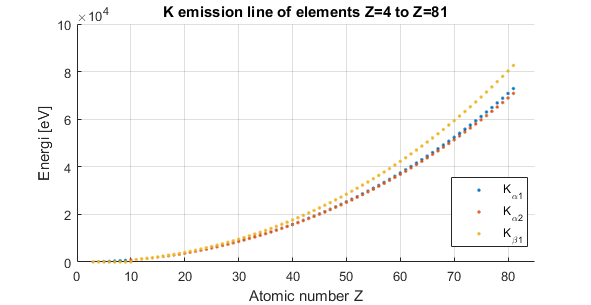 K emission line of elements Z=4 to Z=81
×10⁴
10
8
6
4
2
0
Energi [eV]
0 10 20 30 40 50 60 70 80
Atomic number Z
Kα1
Kα2
Kβ1